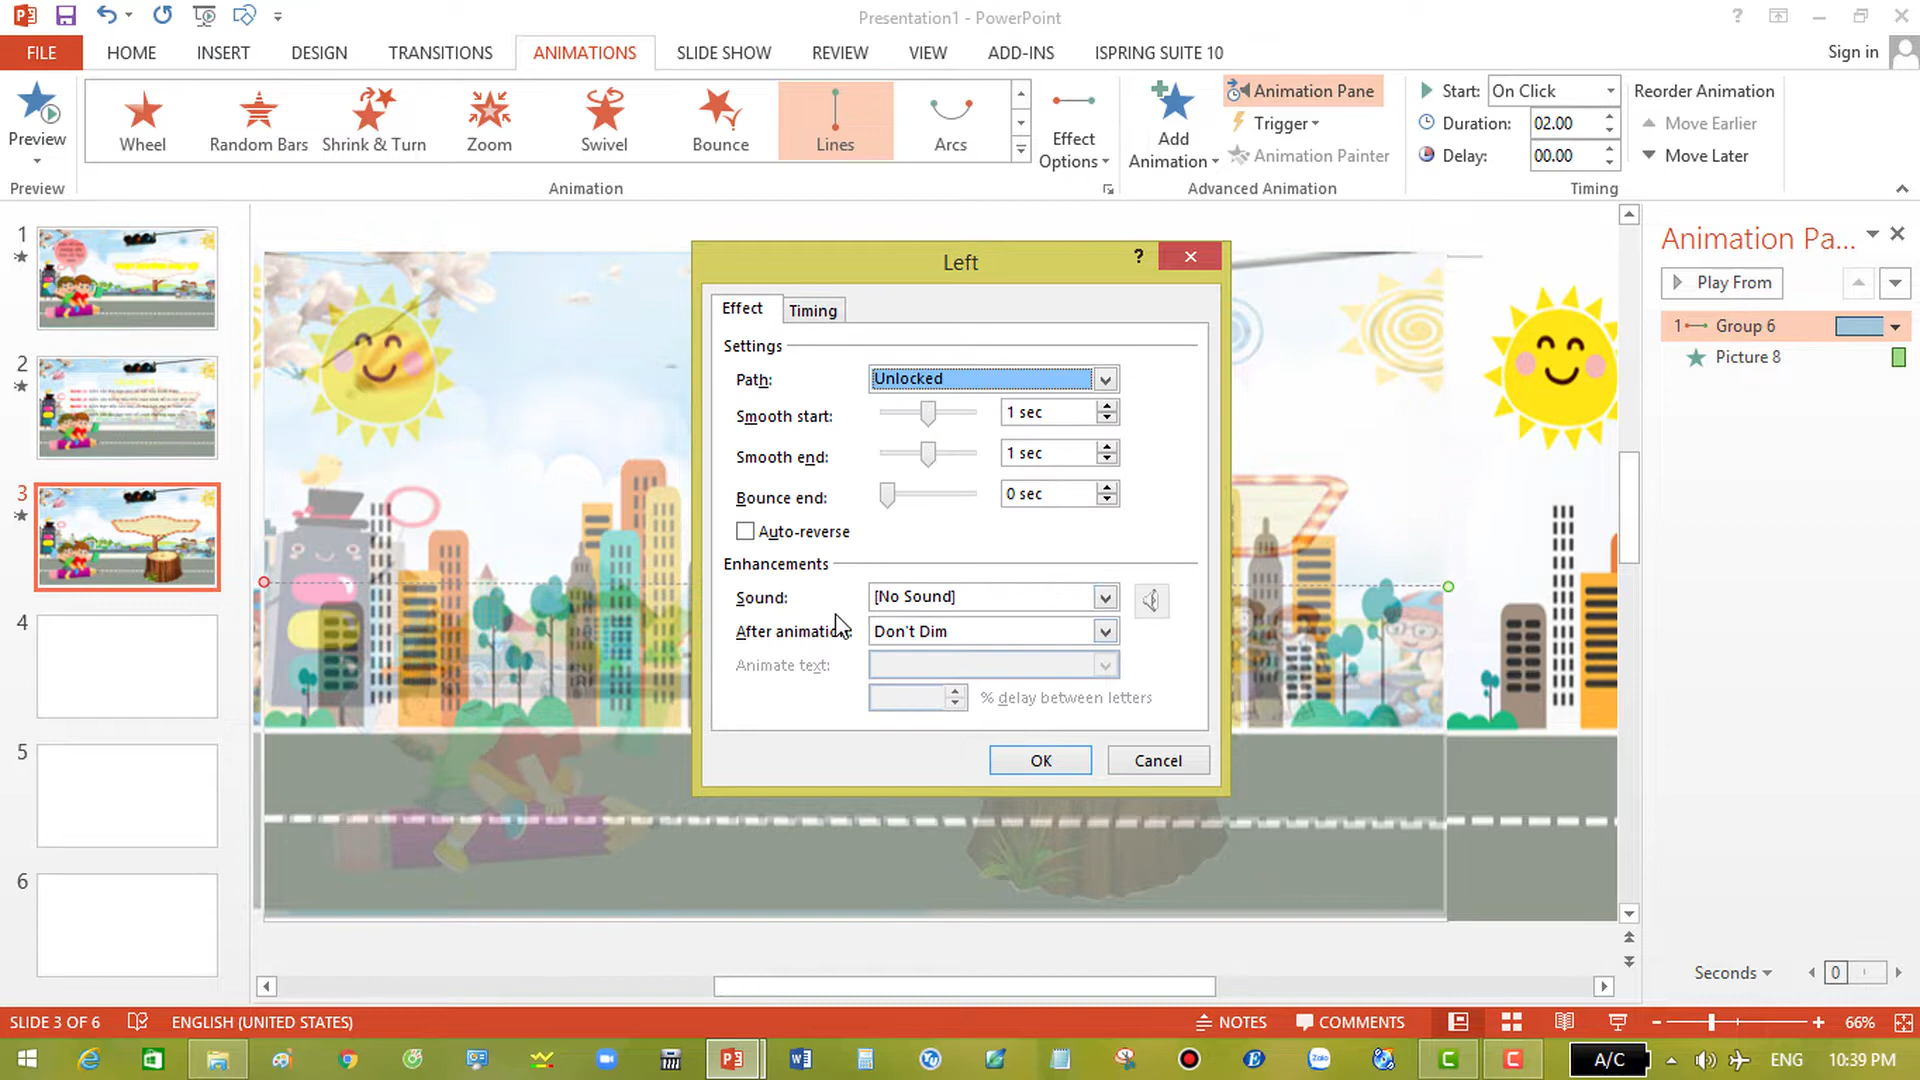 Presentation1 - PowerPoint
?
FILE
HOME
INSERT
DESIGN
TRANSITIONS
ANIMATIONS
SLIDE SHOW
REVIEW
VIEW
ADD-INS
ISPRING SUITE 10
Sign in
Preview
Wheel
Random Bars
Shrink & Turn
Zoom
Swivel
Bounce
Lines
Arcs
Effect
Options
Add
Animation
Animation Pane
Trigger
Animation Painter
Start: On Click
Duration: 02.00
Delay: 00.00
Reorder Animation
Move Earlier
Move Later
Preview
Animation
Advanced Animation
Timing
1
2
3
4
5
6
Left
?
Effect
Timing
Settings
Path: Unlocked
Smooth start: 1 sec
Smooth end: 1 sec
Bounce end: 0 sec
Auto-reverse
Enhancements
Sound: [No Sound]
After animation: Don't Dim
Animate text:
% delay between letters
OK
Cancel
Animation Pa...
Play From
1 Group 6
Picture 8
Seconds
0
SLIDE 3 OF 6
ENGLISH (UNITED STATES)
NOTES
COMMENTS
66%
A/C
ENG
10:39 PM